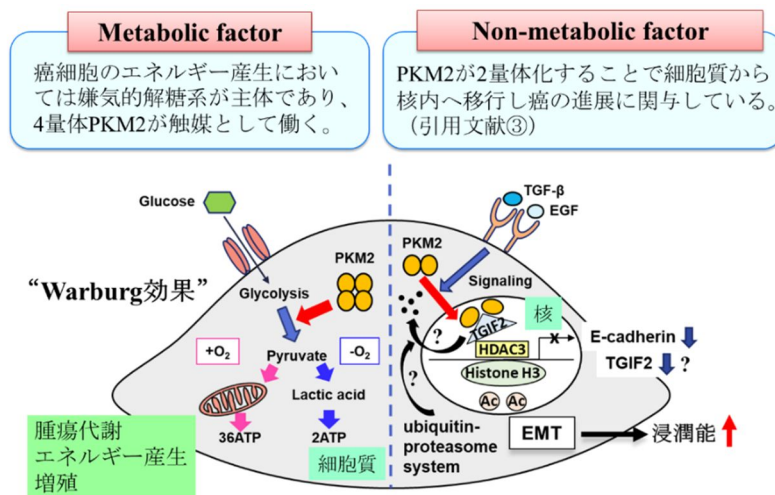 Metabolic factor
癌細胞のエネルギー産生におい
ては嫌気的解糖系が主体であり、
4量体PKM2が触媒として働く。
Non-metabolic factor
PKM2が2量体化することで細胞質から
核内へ移行し癌の進展に関与している。
（引用文献③）
Glucose
“Warburg効果”
Glycolysis
PKM2
+O2
Pyruvate
-O2
Lactic acid
36ATP
2ATP
腫瘍代謝
エネルギー産生
増殖
細胞質
TGF-β
EGF
PKM2
Signaling
核
TGIF2
?
HDAC3
X
Histone H3
Ac
Ac
?
E-cadherin
TGIF2 ?
ubiquitin-
proteasome
system
EMT
浸潤能